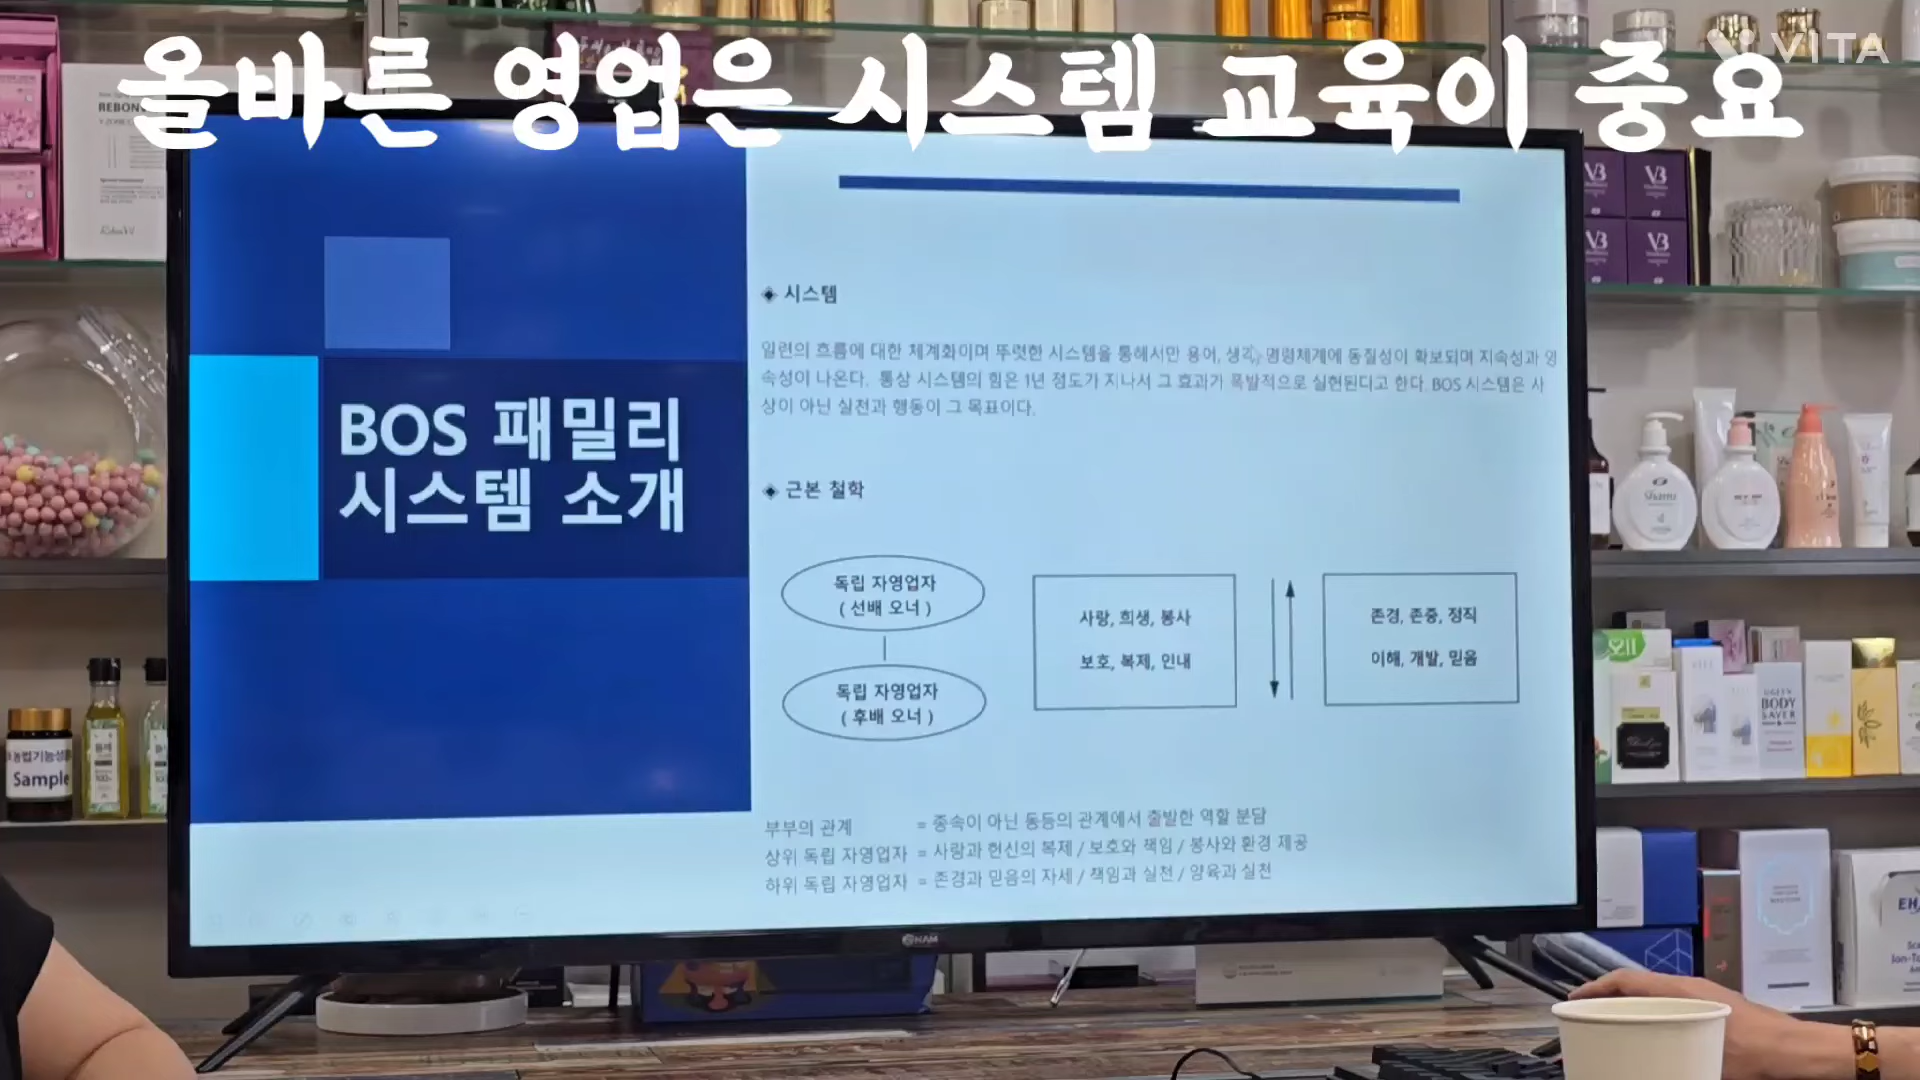 올바른 영업은 시스템 교육이 중요
VITA
REBON
BOS 패밀리
시스템 소개
◈ 시스템
일련의 흐름에 대한 체계화이며 뚜렷한 시스템을 통해서만 용어, 생각, 명령체계에 동질성이 확보되며 지속성과 영
속성이 나온다. 통상 시스템의 힘은 1년 정도가 지나서 그 효과가 폭발적으로 실현된다고 한다. BOS 시스템은 사
상이 아닌 실천과 행동이 그 목표이다.
◈ 근본 철학
독립 자영업자
( 선배 오너 )
독립 자영업자
( 후배 오너 )
사랑, 희생, 봉사
보호, 복제, 인내
존경, 존중, 정직
이해, 개발, 믿음
부부의 관계 = 종속이 아닌 동등의 관계에서 출발한 역할 분담
상위 독립 자영업자 = 사랑과 헌신의 복제 / 보호와 책임 / 봉사와 환경 제공
하위 독립 자영업자 = 존경과 믿음의 자세 / 책임과 실천 / 양육과 실천
V3
V3
V3
V3
Sample
BODY
SAVER